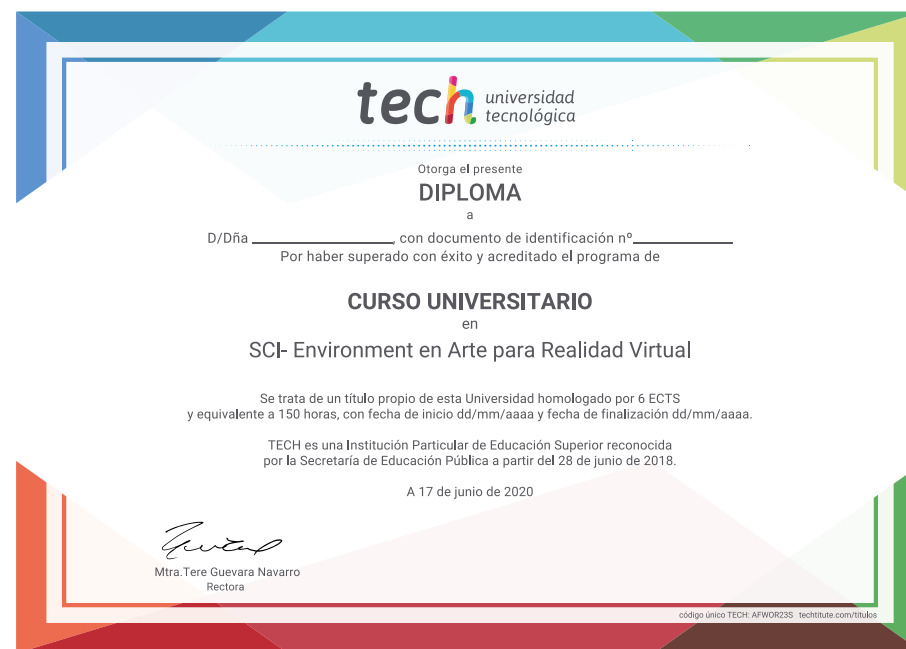 tech universidad
tecnológica
Otorga el presente
DIPLOMA
a
D/Dña ________________, con documento de identificación nº____________
Por haber superado con éxito y acreditado el programa de
CURSO UNIVERSITARIO
en
SCI- Environment en Arte para Realidad Virtual
Se trata de un título propio de esta Universidad homologado por 6 ECTS
y equivalente a 150 horas, con fecha de inicio dd/mm/aaaa y fecha de finalización dd/mm/aaaa.
TECH es una Institución Particular de Educación Superior reconocida
por la Secretaría de Educación Pública a partir del 28 de junio de 2018.
A 17 de junio de 2020
Mtra.Tere Guevara Navarro
Rectora
código único TECH: AFWOR23S techtitute.com/títulos